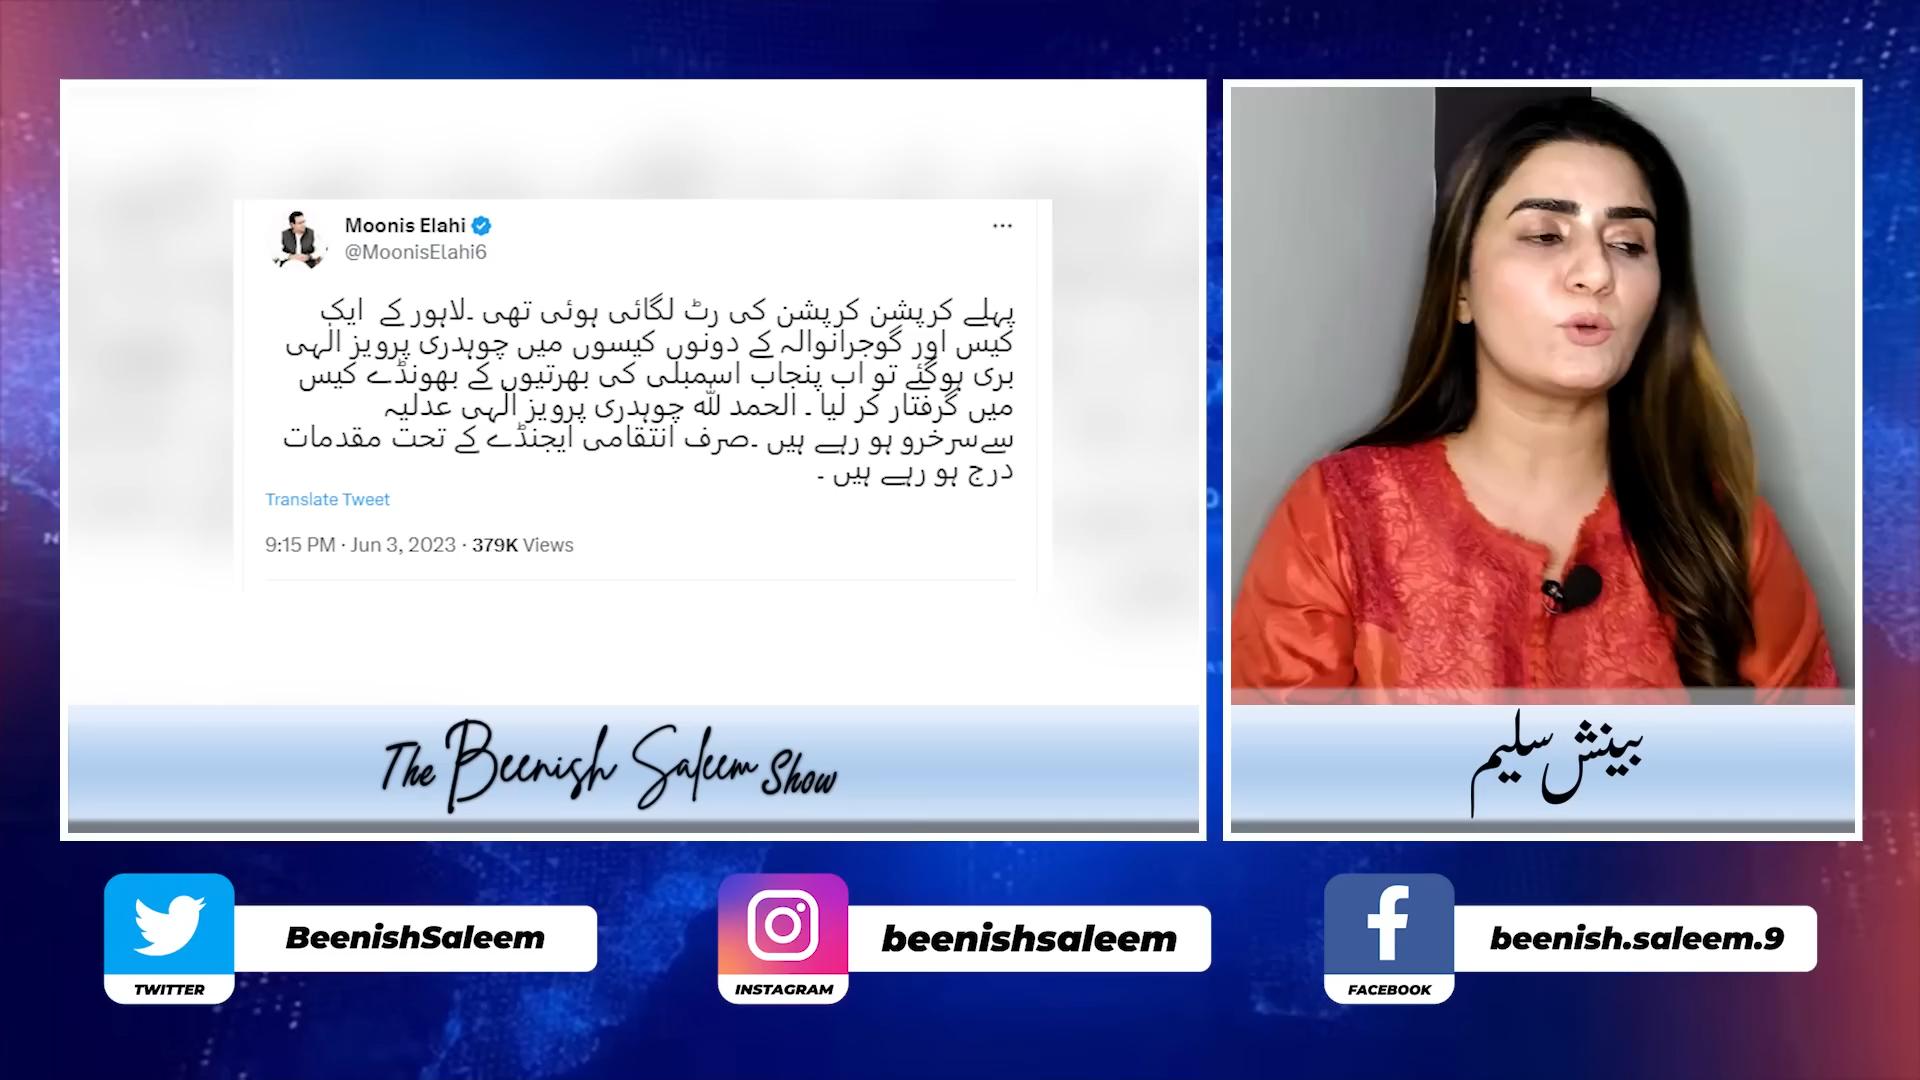 Moonis Elahi
@MoonisElahi6
پہلے کرپشن کرپشن کی رٹ لگائی ہوئی تھی ۔لاہور کے ایک
کیس اور گوجرانوالہ کے دونوں کیسوں میں چوہدری پرویز الٰہی
بری ہوگئے تو اب پنجاب اسمبلی کی بھرتیوں کے بھونڈے کیس
میں گرفتار کر لیا ۔ الحمد للّٰہ چوہدری پرویز الٰہی عدلیہ
سےسرخرو ہو رہے ہیں ۔صرف انتقامی ایجنڈے کے تحت مقدمات
درج ہو رہے ہیں ۔
Translate Tweet
9:15 PM · Jun 3, 2023 · 379K Views
The Beenish Saleem Show
بینش سلیم
BeenishSaleem
TWITTER
beenishsaleem
INSTAGRAM
beenish.saleem.9
FACEBOOK